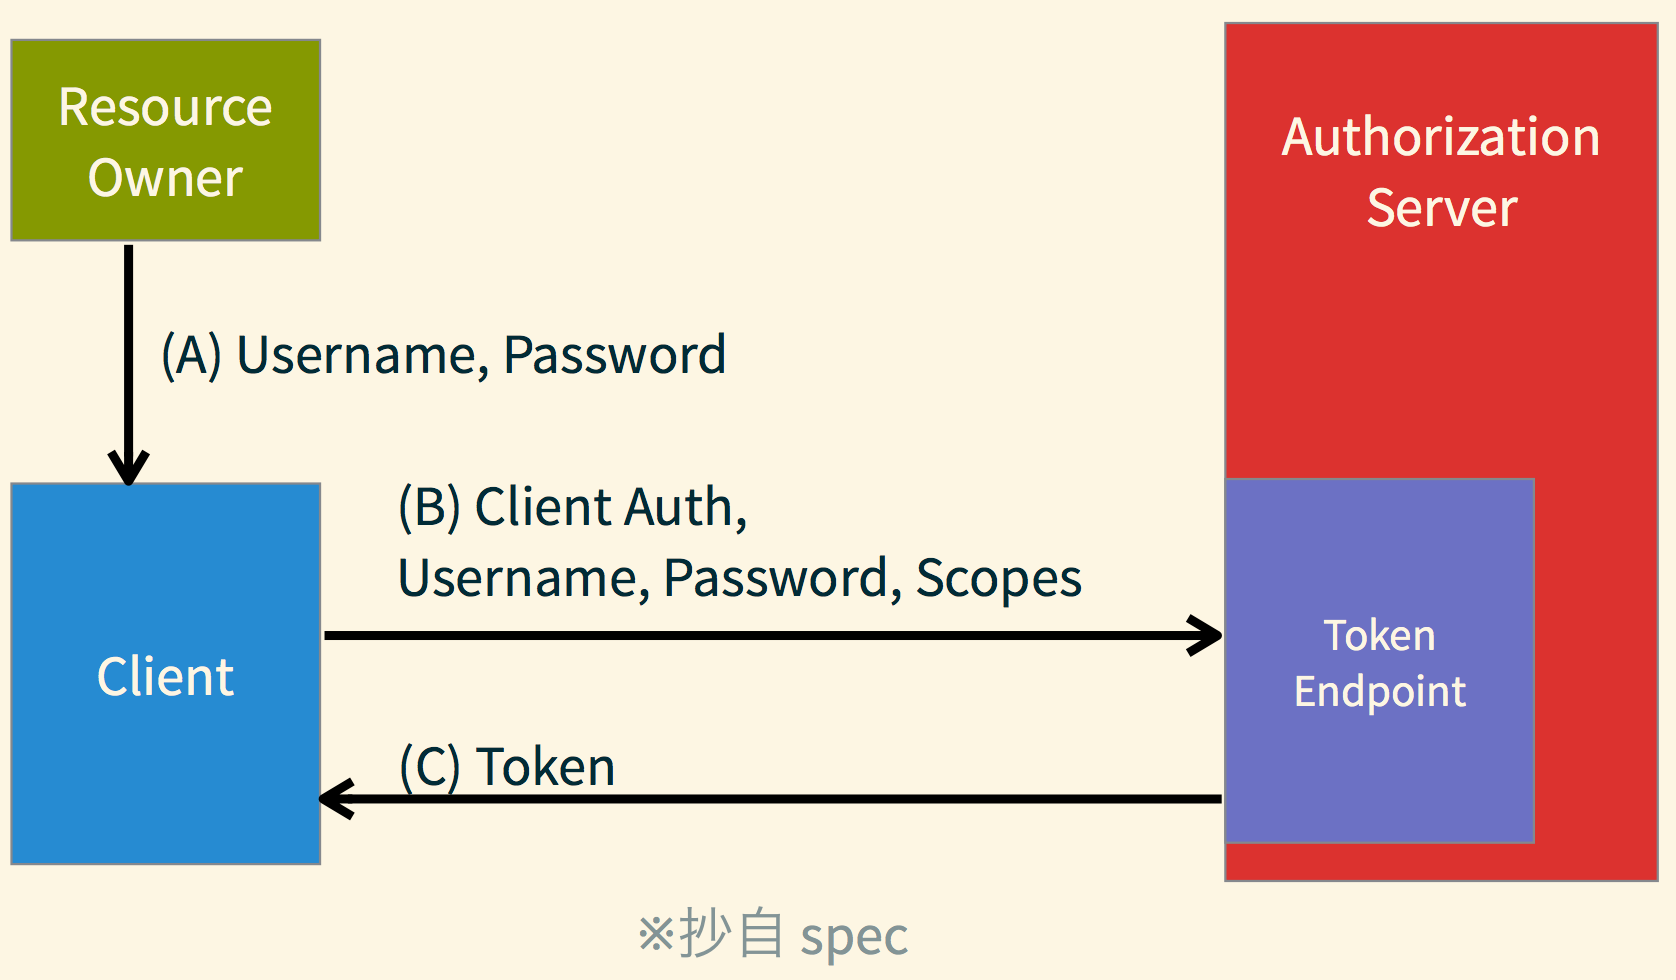 Resource
Owner
Authorization
Server
(A) Username, Password
(B) Client Auth,
Username, Password, Scopes
Client
Token
Endpoint
(C) Token
※抄自 spec